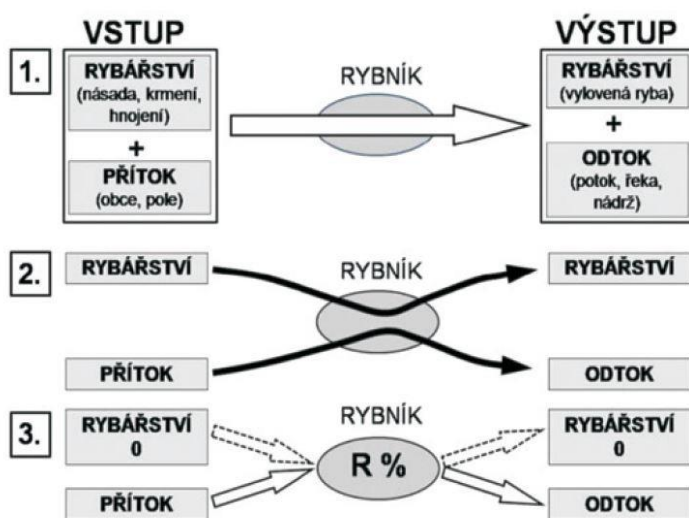 VSTUP
VÝSTUP
1.
RYBÁŘSTVÍ
(násada, krmení,
hnojení)
+
PŘÍTOK
(obce, pole)
RYBNÍK
RYBÁŘSTVÍ
(vylovená ryba)
+
ODTOK
(potok, řeka,
nádrž)
2.
RYBÁŘSTVÍ
PŘÍTOK
RYBNÍK
RYBÁŘSTVÍ
ODTOK
3.
RYBÁŘSTVÍ
0
PŘÍTOK
RYBNÍK
R %
RYBÁŘSTVÍ
0
ODTOK